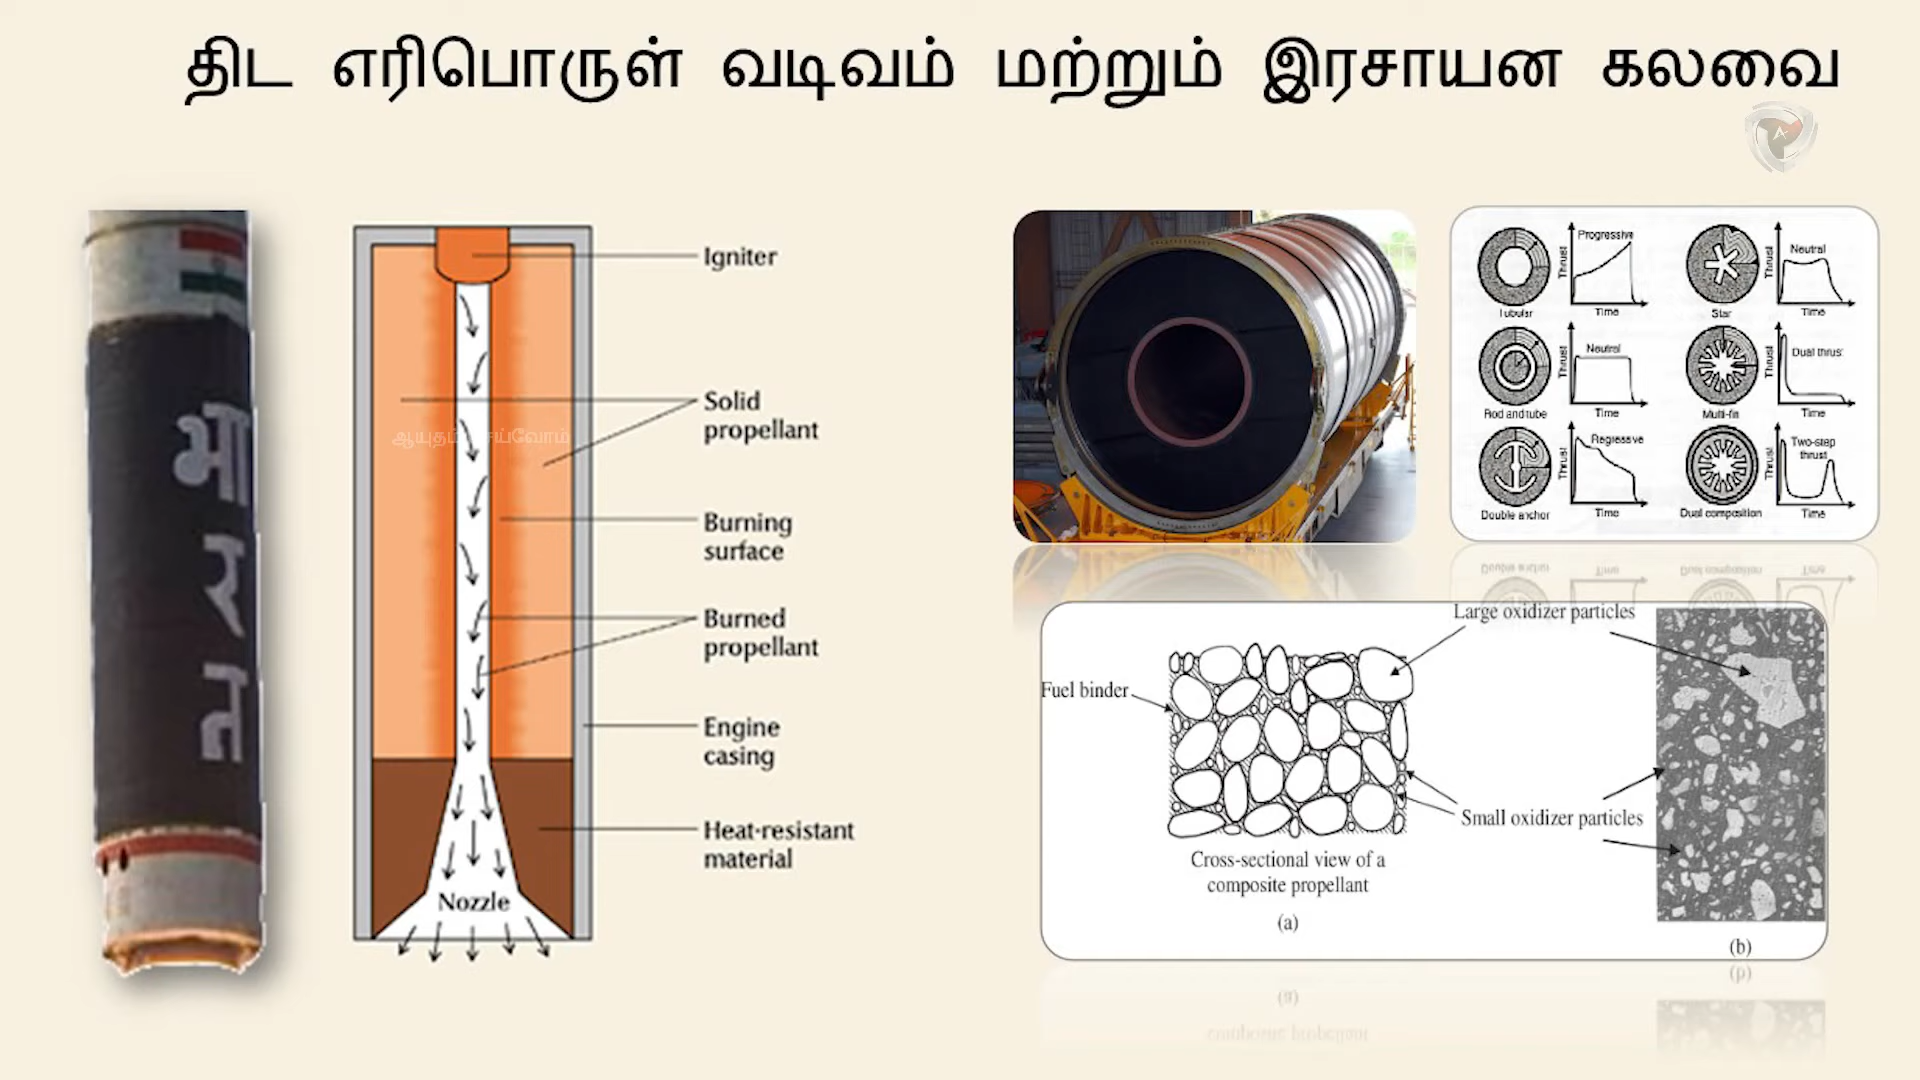 திட எரிபொருள் வடிவம் மற்றும் இரசாயன கலவை
भारत
Igniter
Solid
propellant
ஆயுதம் செய்வோம்
Burning
surface
Burned
propellant
Engine
casing
Heat-resistant
material
Nozzle
Thrust
Progressive
Time
Tubular
Thrust
Neutral
Time
Star
Thrust
Neutral
Time
Rod and tube
Thrust
Dual thrust
Time
Multi-fin
Thrust
Regressive
Time
Double anchor
Thrust
Two-step
thrust
Time
Dual composition
Large oxidizer particles
Fuel binder
Small oxidizer particles
Cross-sectional view of a
composite propellant
(a)
(b)